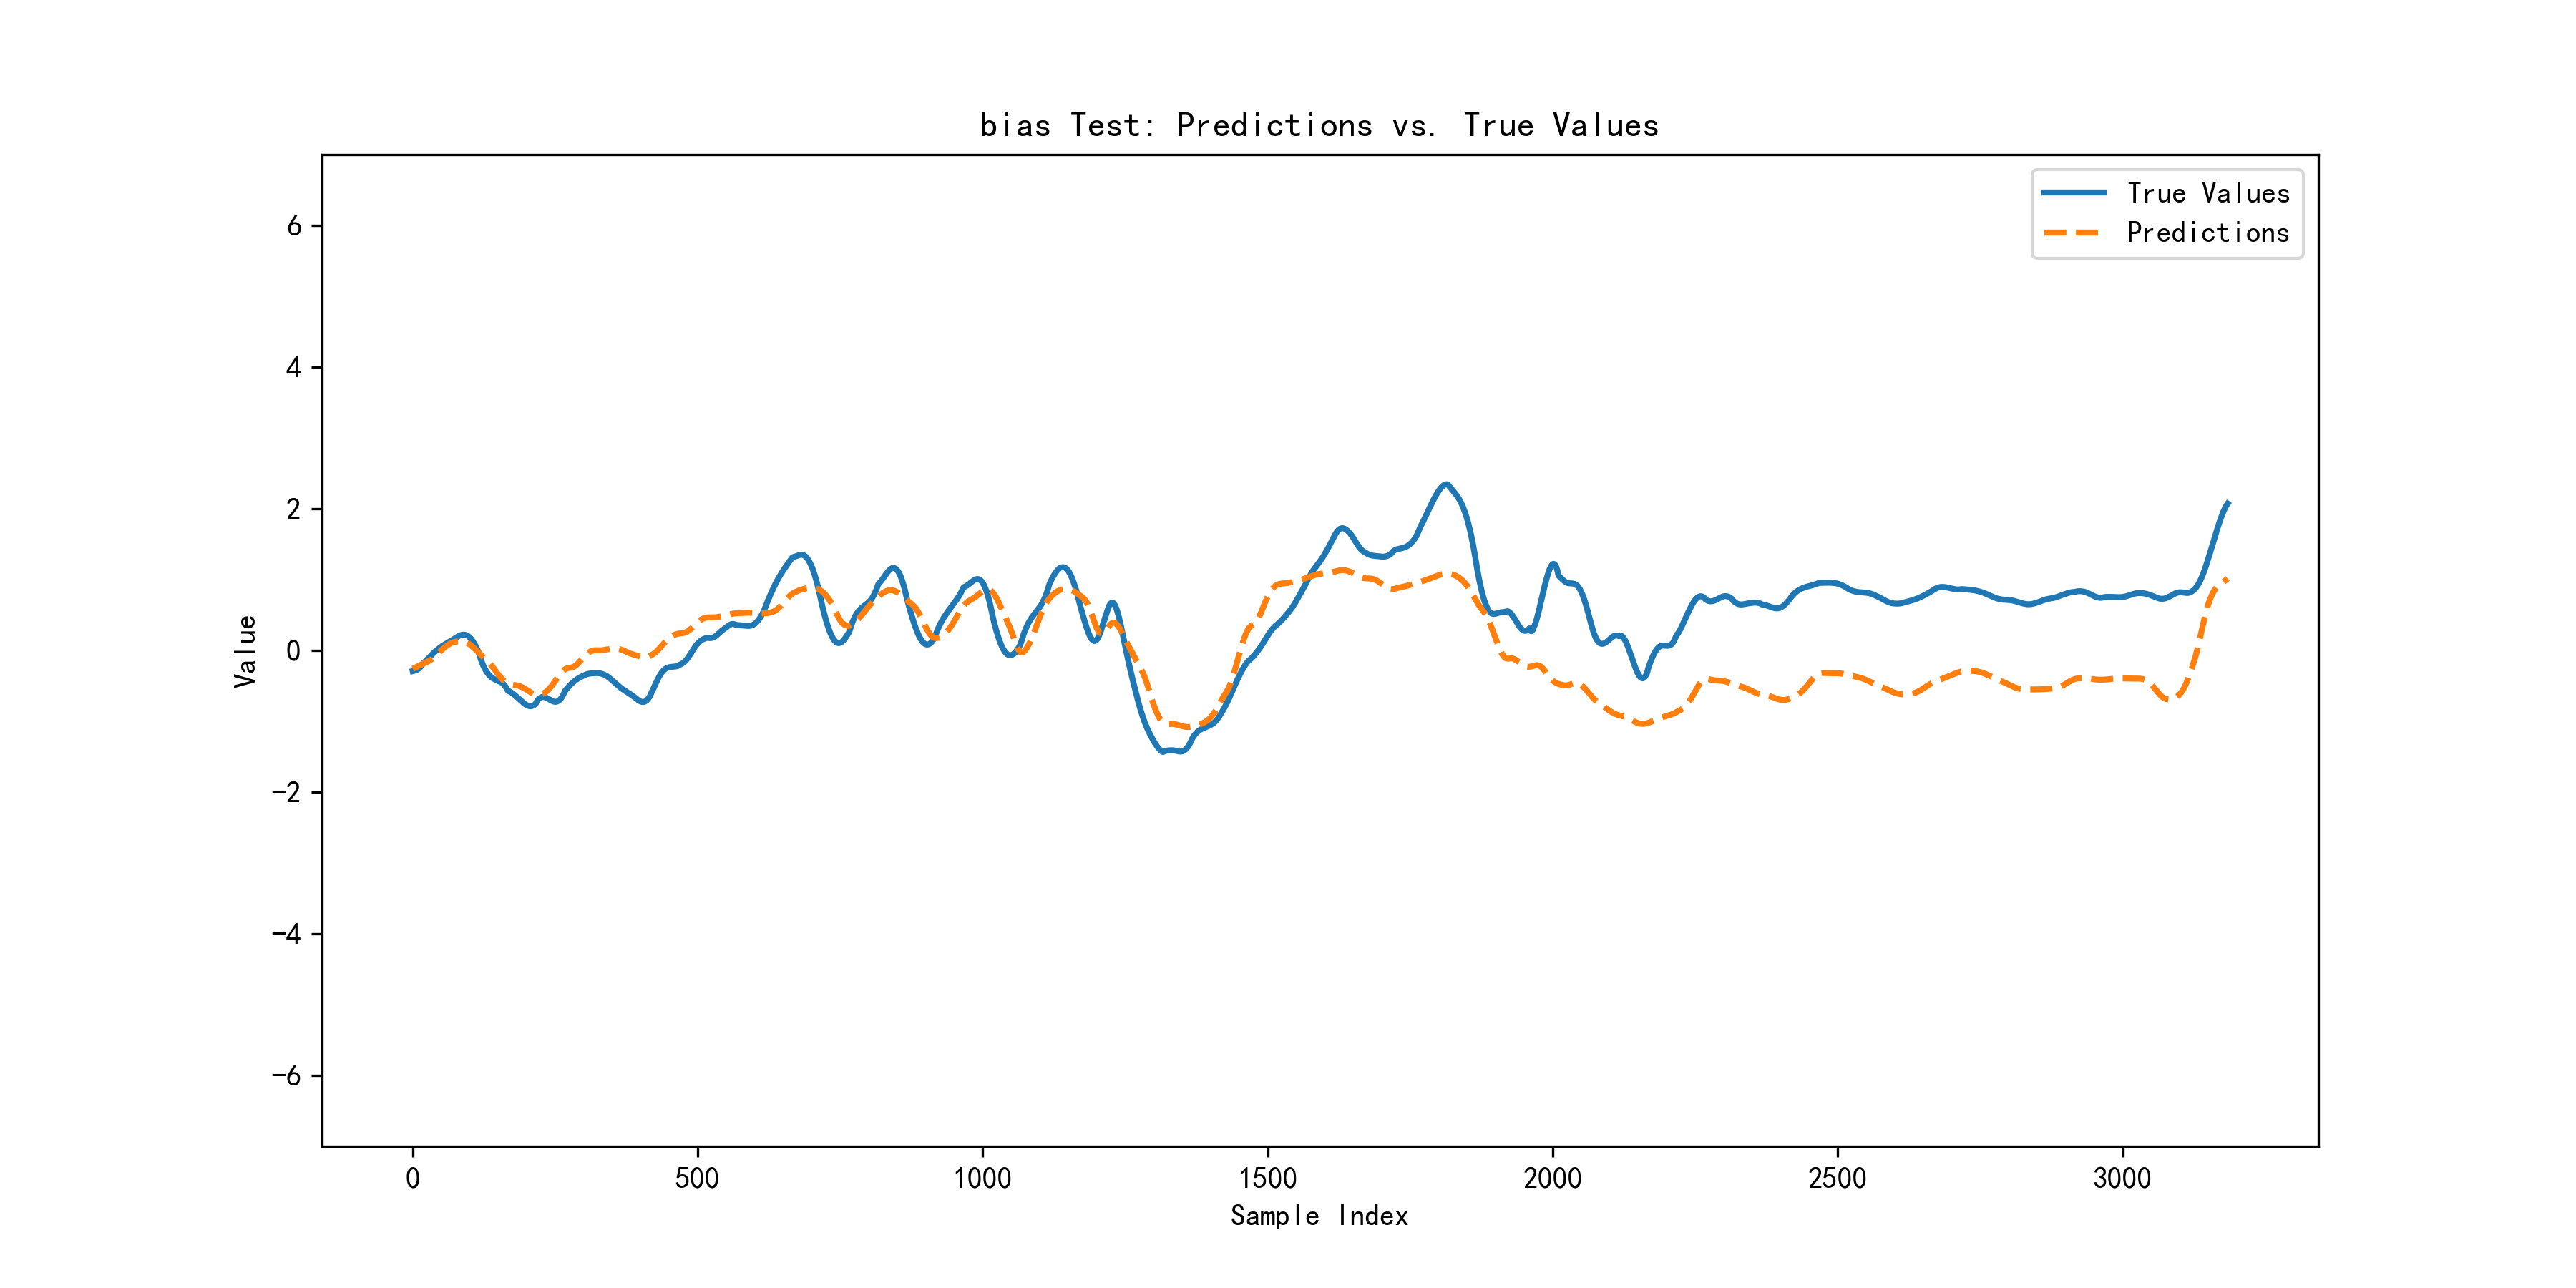 bias Test: Predictions vs. True Values
True Values
Predictions
6
4
2
0
−2
−4
−6
Value
0 500 1000 1500 2000 2500 3000
Sample Index